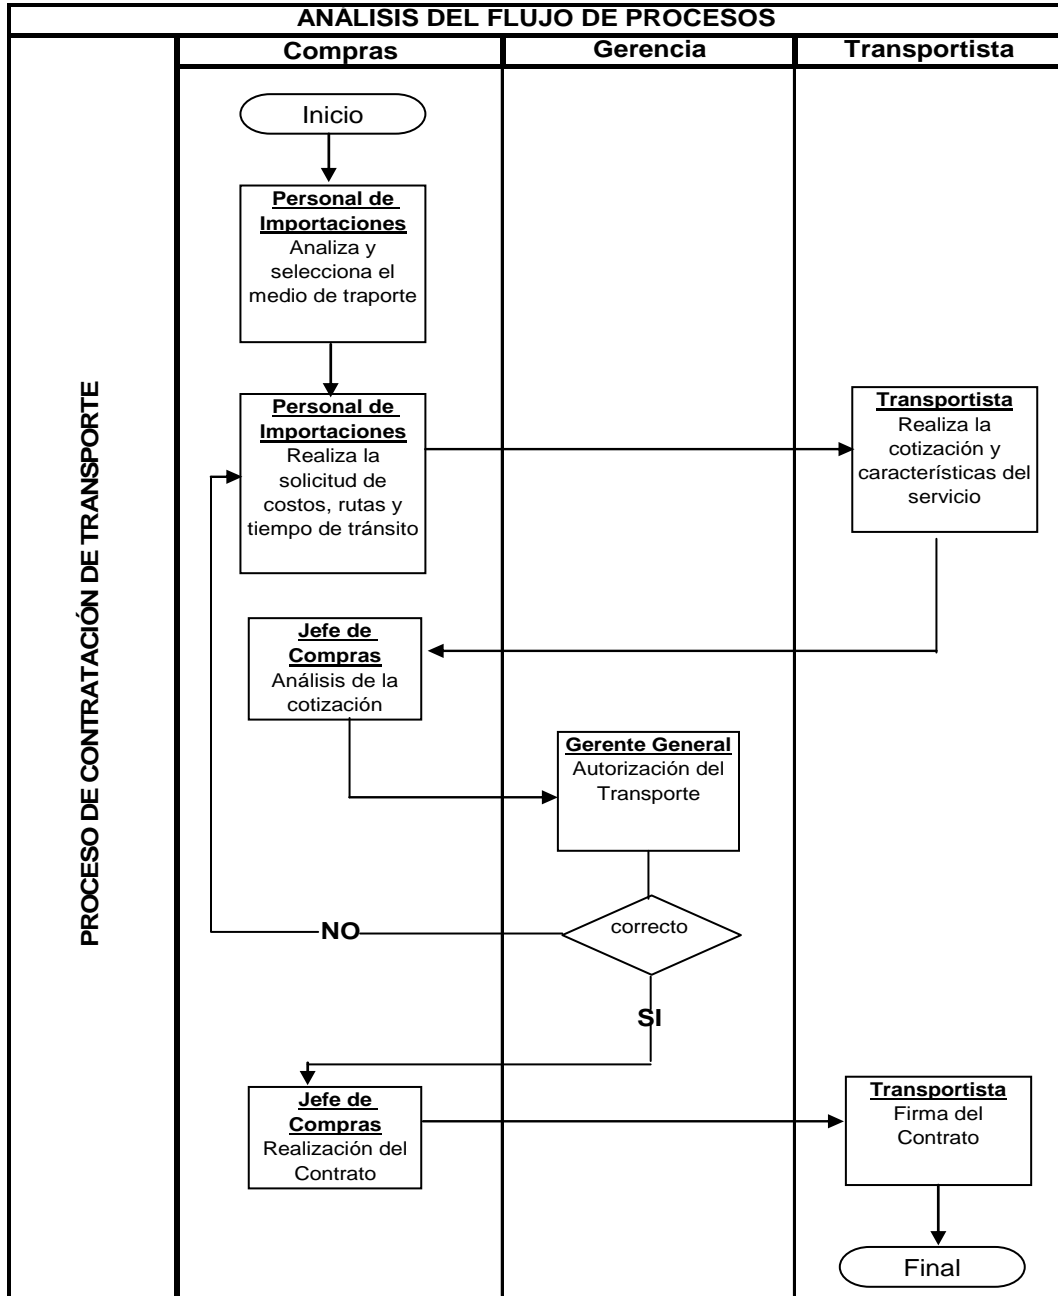 ANÁLISIS DEL FLUJO DE PROCESOS
Compras
Gerencia
Transportista
PROCESO DE CONTRATACIÓN DE TRANSPORTE
Inicio
Personal de
Importaciones
Analiza y
selecciona el
medio de traporte
Personal de
Importaciones
Realiza la
solicitud de
costos, rutas y
tiempo de tránsito
Transportista
Realiza la
cotización y
característícas del
servicio
Jefe de
Compras
Análisis de la
cotización
Gerente General
Autorización del
Transporte
correcto
NO
SI
Jefe de
Compras
Realización del
Contrato
Transportista
Firma del
Contrato
Final